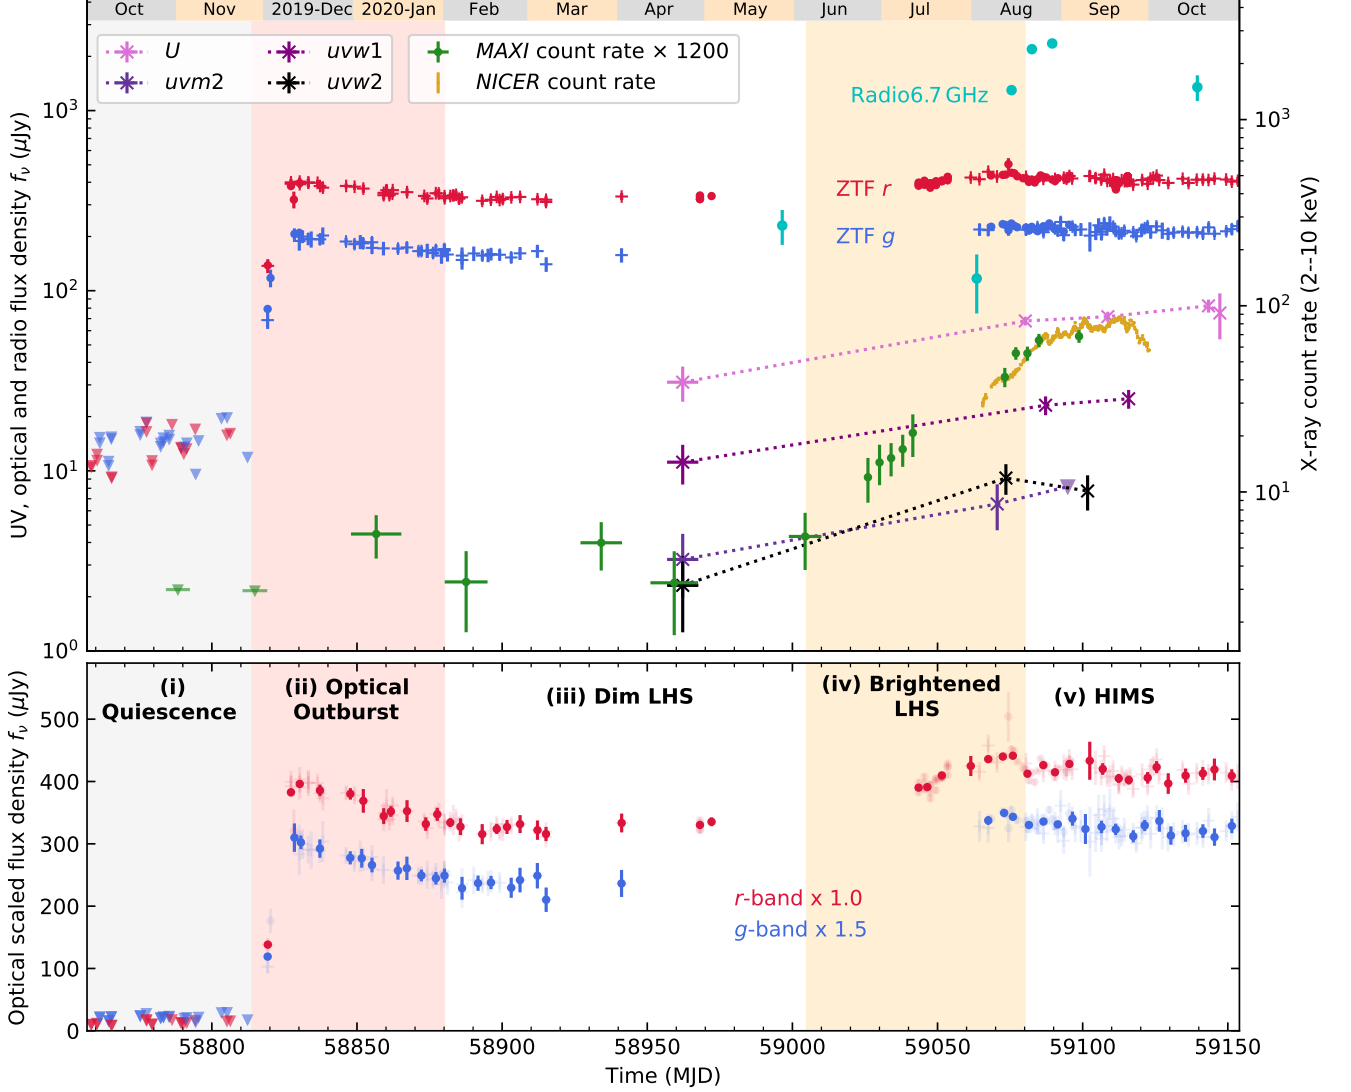 Oct Nov 2019-Dec 2020-Jan Feb Mar Apr May Jun Jul Aug Sep Oct
U uvw1 MAXI count rate × 1200
uvm2 uvw2 NICER count rate
Radio6.7 GHz
ZTF r
ZTF g
10³
10²
10¹
10⁰
UV, optical and radio flux density fᵥ (μJy)
10³
10²
10¹
X-ray count rate (2--10 keV)
(i)
Quiescence
(ii) Optical
Outburst
(iii) Dim LHS
(iv) Brightened
LHS
(v) HIMS
r-band x 1.0
g-band x 1.5
500
400
300
200
100
0
Optical scaled flux density fᵥ (μJy)
58800 58850 58900 58950 59000 59050 59100 59150
Time (MJD)